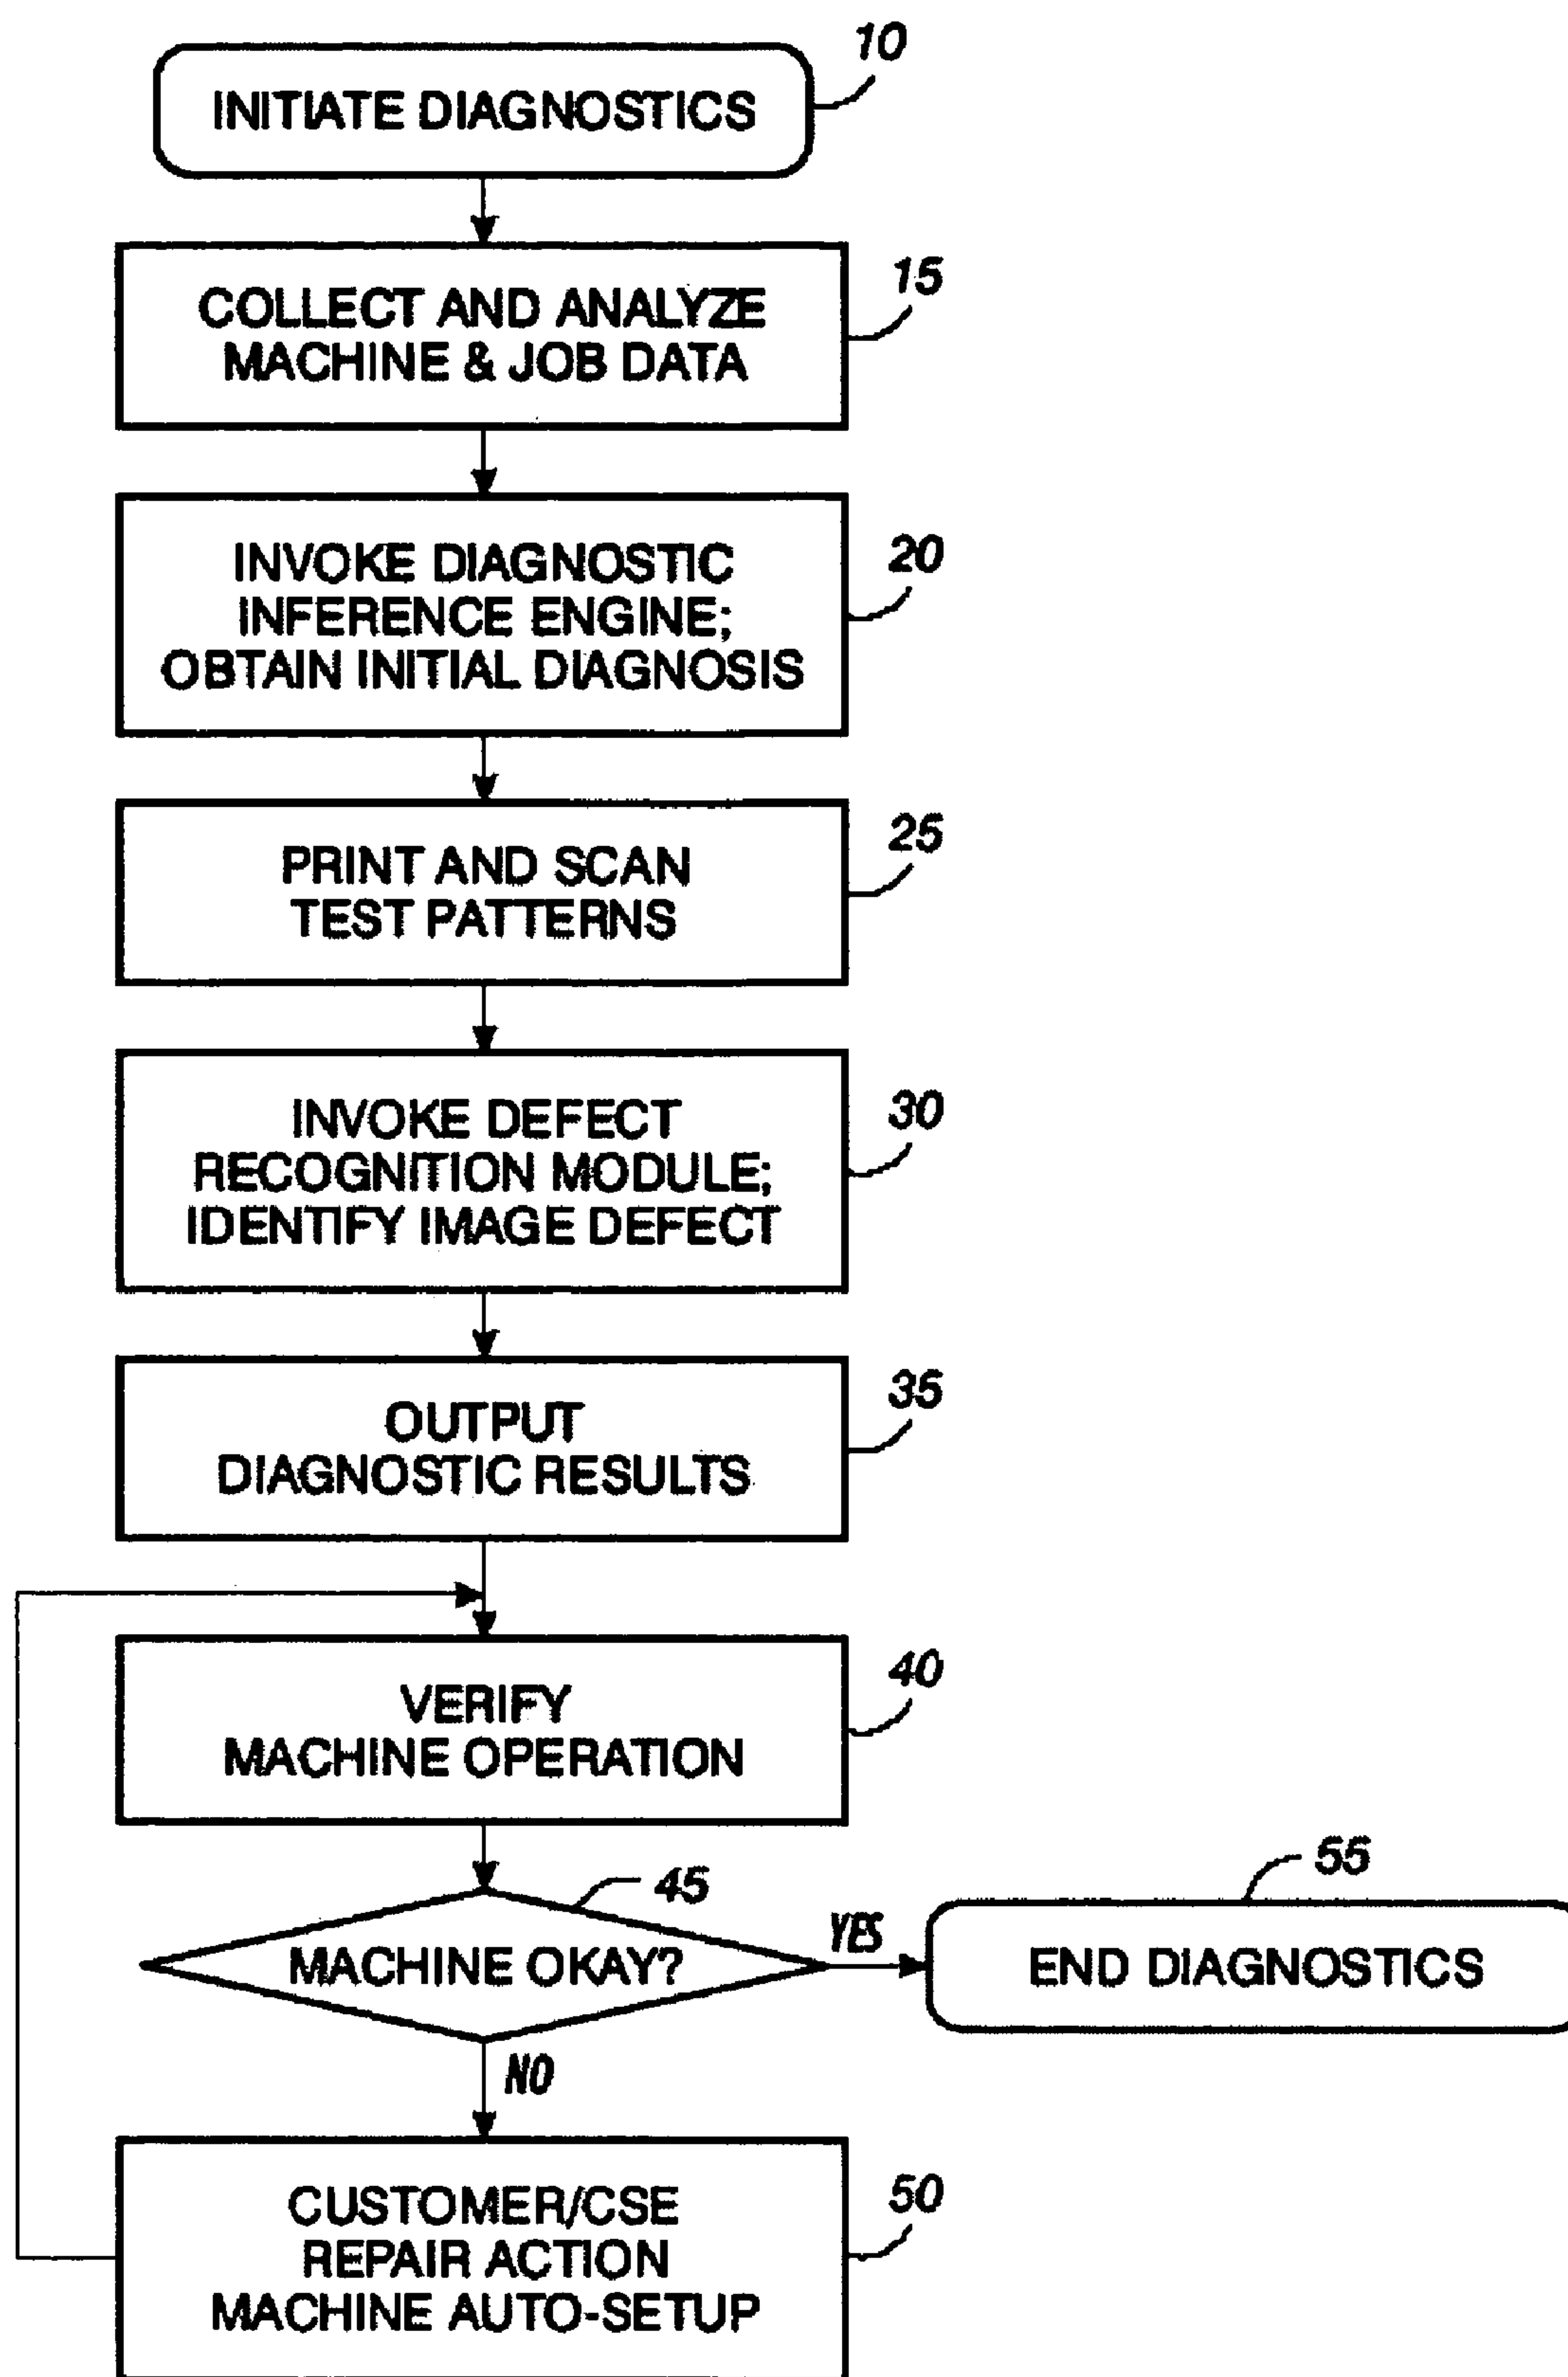 10
INITIATE DIAGNOSTICS
15
COLLECT AND ANALYZE
MACHINE & JOB DATA
20
INVOKE DIAGNOSTIC
INFERENCE ENGINE;
OBTAIN INITIAL DIAGNOSIS
25
PRINT AND SCAN
TEST PATTERNS
30
INVOKE DEFECT
RECOGNITION MODULE;
IDENTIFY IMAGE DEFECT
35
OUTPUT
DIAGNOSTIC RESULTS
40
VERIFY
MACHINE OPERATION
45
MACHINE OKAY?
YES
55
END DIAGNOSTICS
NO
50
CUSTOMER/CSE
REPAIR ACTION
MACHINE AUTO-SETUP